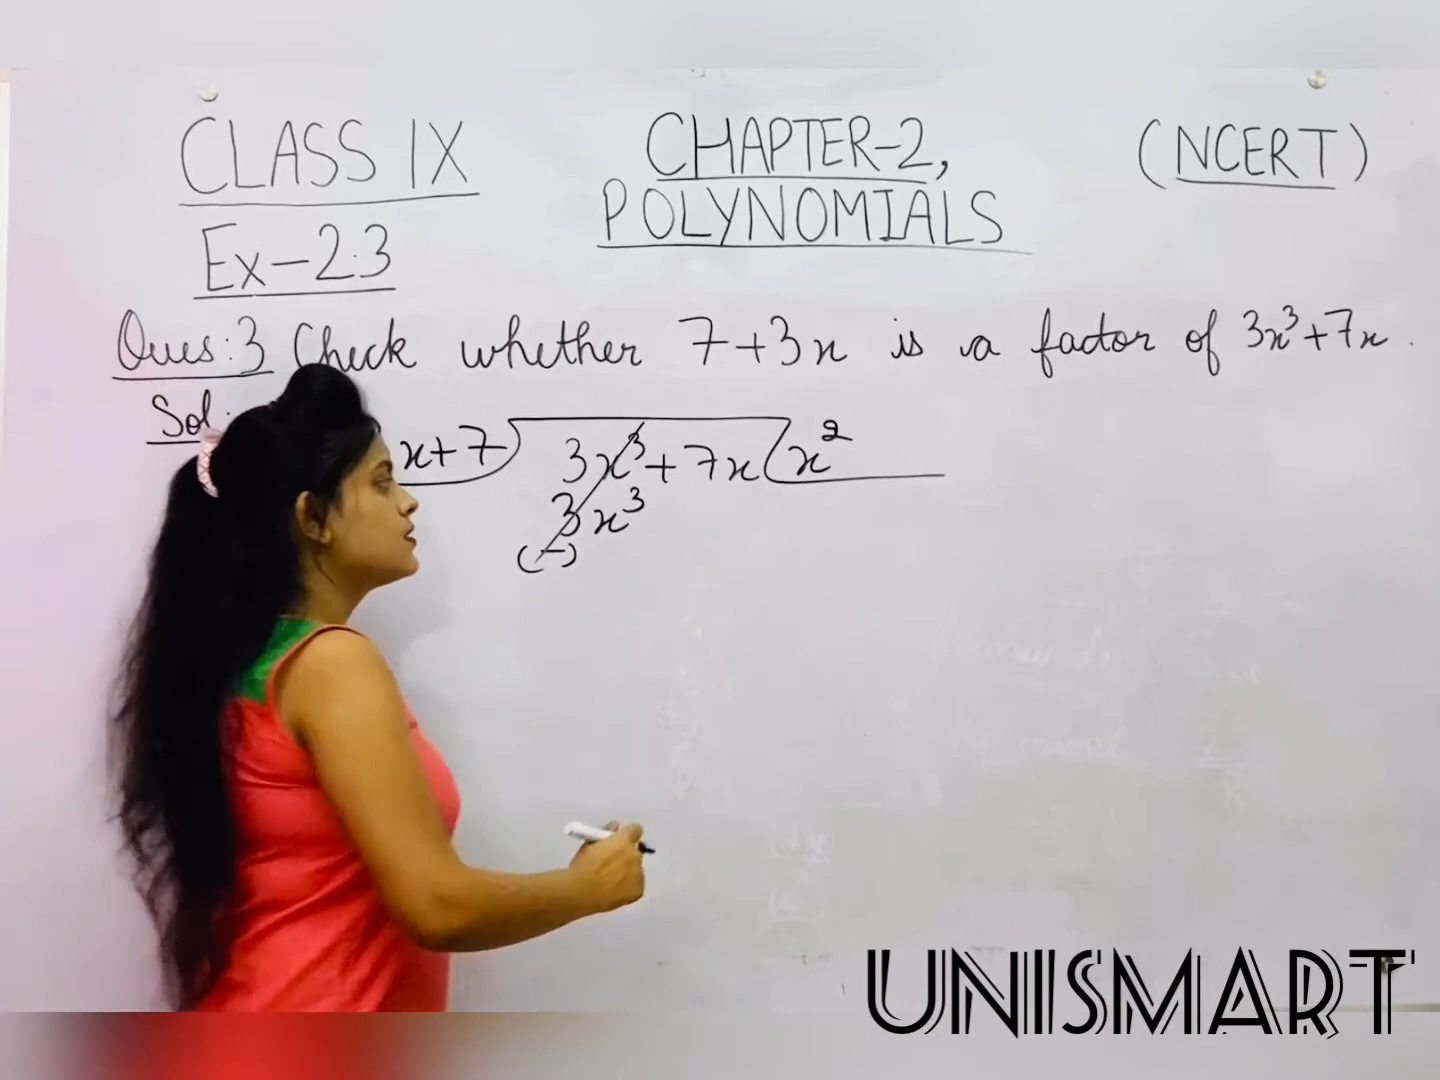 CLASS IX
CHAPTER-2,
POLYNOMIALS
(NCERT)
Ex-2.3
Ques:3 Check whether 7+3x is a factor of 3x³+7x.
Sol:
x+7) 3x³+7x (x²
3x³
(-)
UNISMART